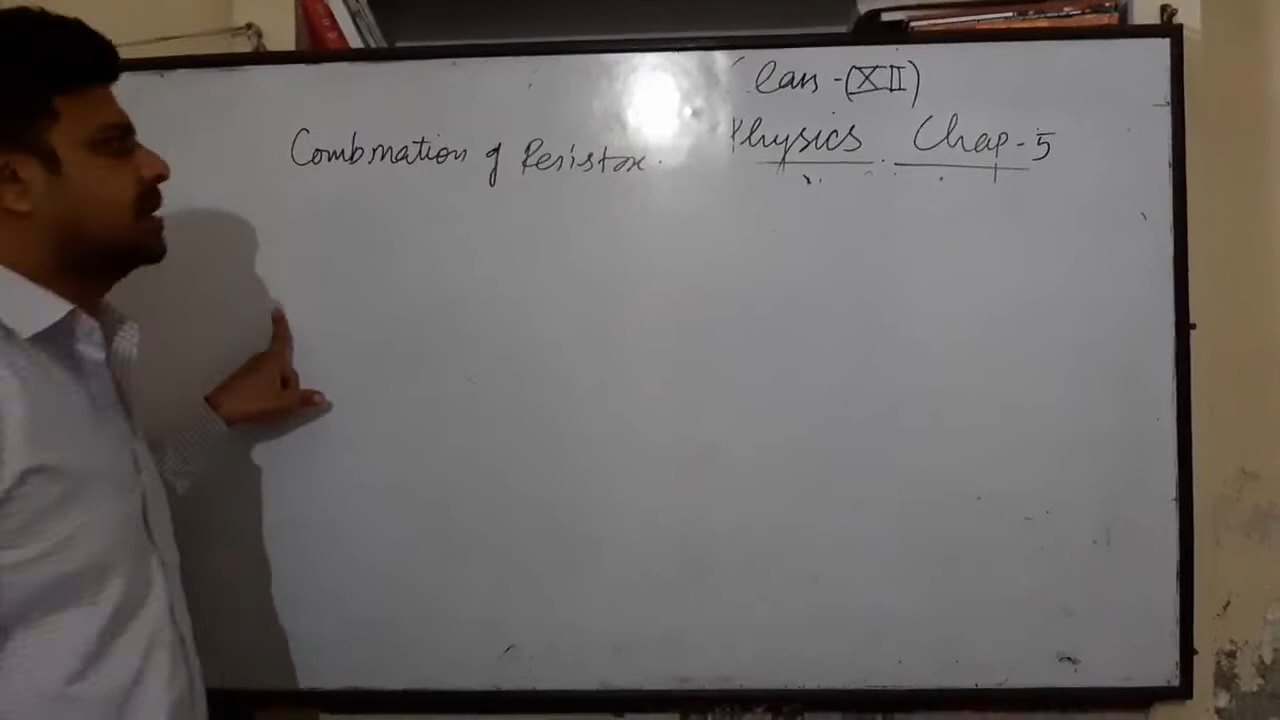 Class - (XII)
Combination of Resistor. Physics. Chap - 5